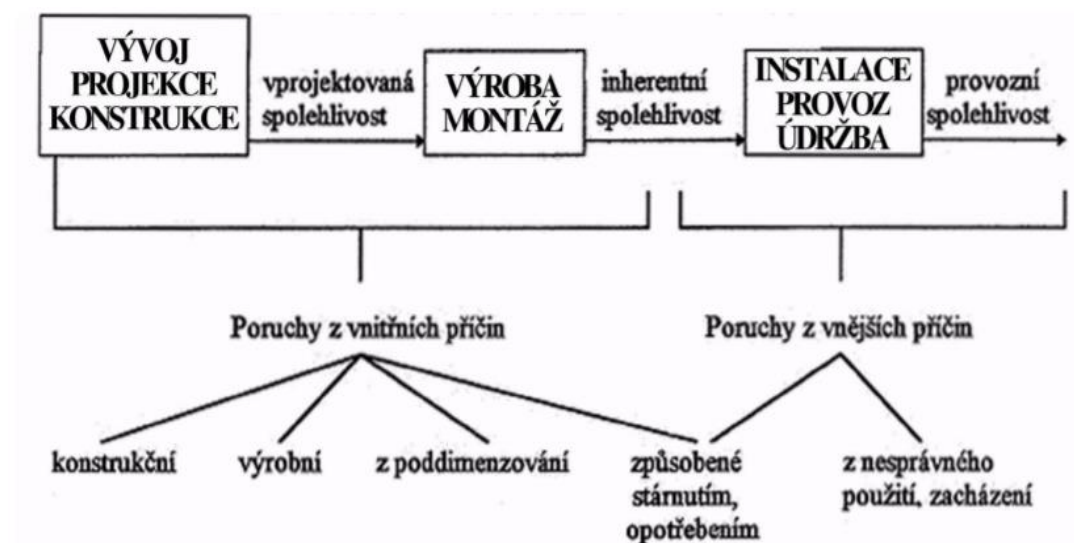 VÝVOJ
PROJEKCE
KONSTRUKCE
vprojektovaná
spolehlivost
VÝROBA
MONTÁŽ
inherentní
spolehlivost
INSTALACE
PROVOZ
ÚDRŽBA
provozní
spolehlivost
Poruchy z vnitřních příčin
Poruchy z vnějších příčin
konstrukční
výrobní
z poddimenzování
způsobené
stárnutím,
opotřebením
z nesprávného
použití, zacházení